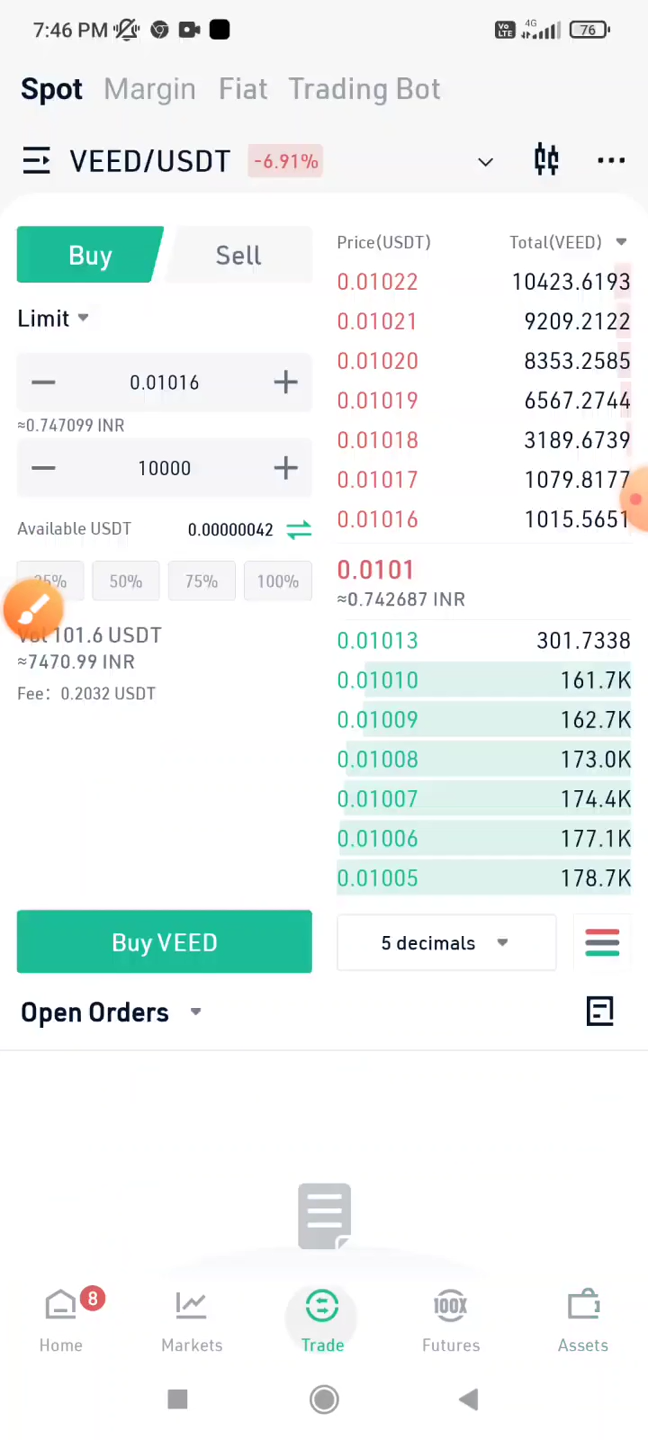 7:46 PM 4G 76
Spot Margin Fiat Trading Bot
VEED/USDT -6.91%
Buy Sell
Limit
0.01016
≈0.747099 INR
10000
Available USDT 0.00000042
25% 50% 75% 100%
Vol 101.6 USDT
≈7470.99 INR
Fee: 0.2032 USDT
Buy VEED
Price(USDT) Total(VEED)
0.01022 10423.6193
0.01021 9209.2122
0.01020 8353.2585
0.01019 6567.2744
0.01018 3189.6739
0.01017 1079.8177
0.01016 1015.5651
0.0101
≈0.742687 INR
0.01013 301.7338
0.01010 161.7K
0.01009 162.7K
0.01008 173.0K
0.01007 174.4K
0.01006 177.1K
0.01005 178.7K
5 decimals
Open Orders
8 100X
Home Markets Trade Futures Assets